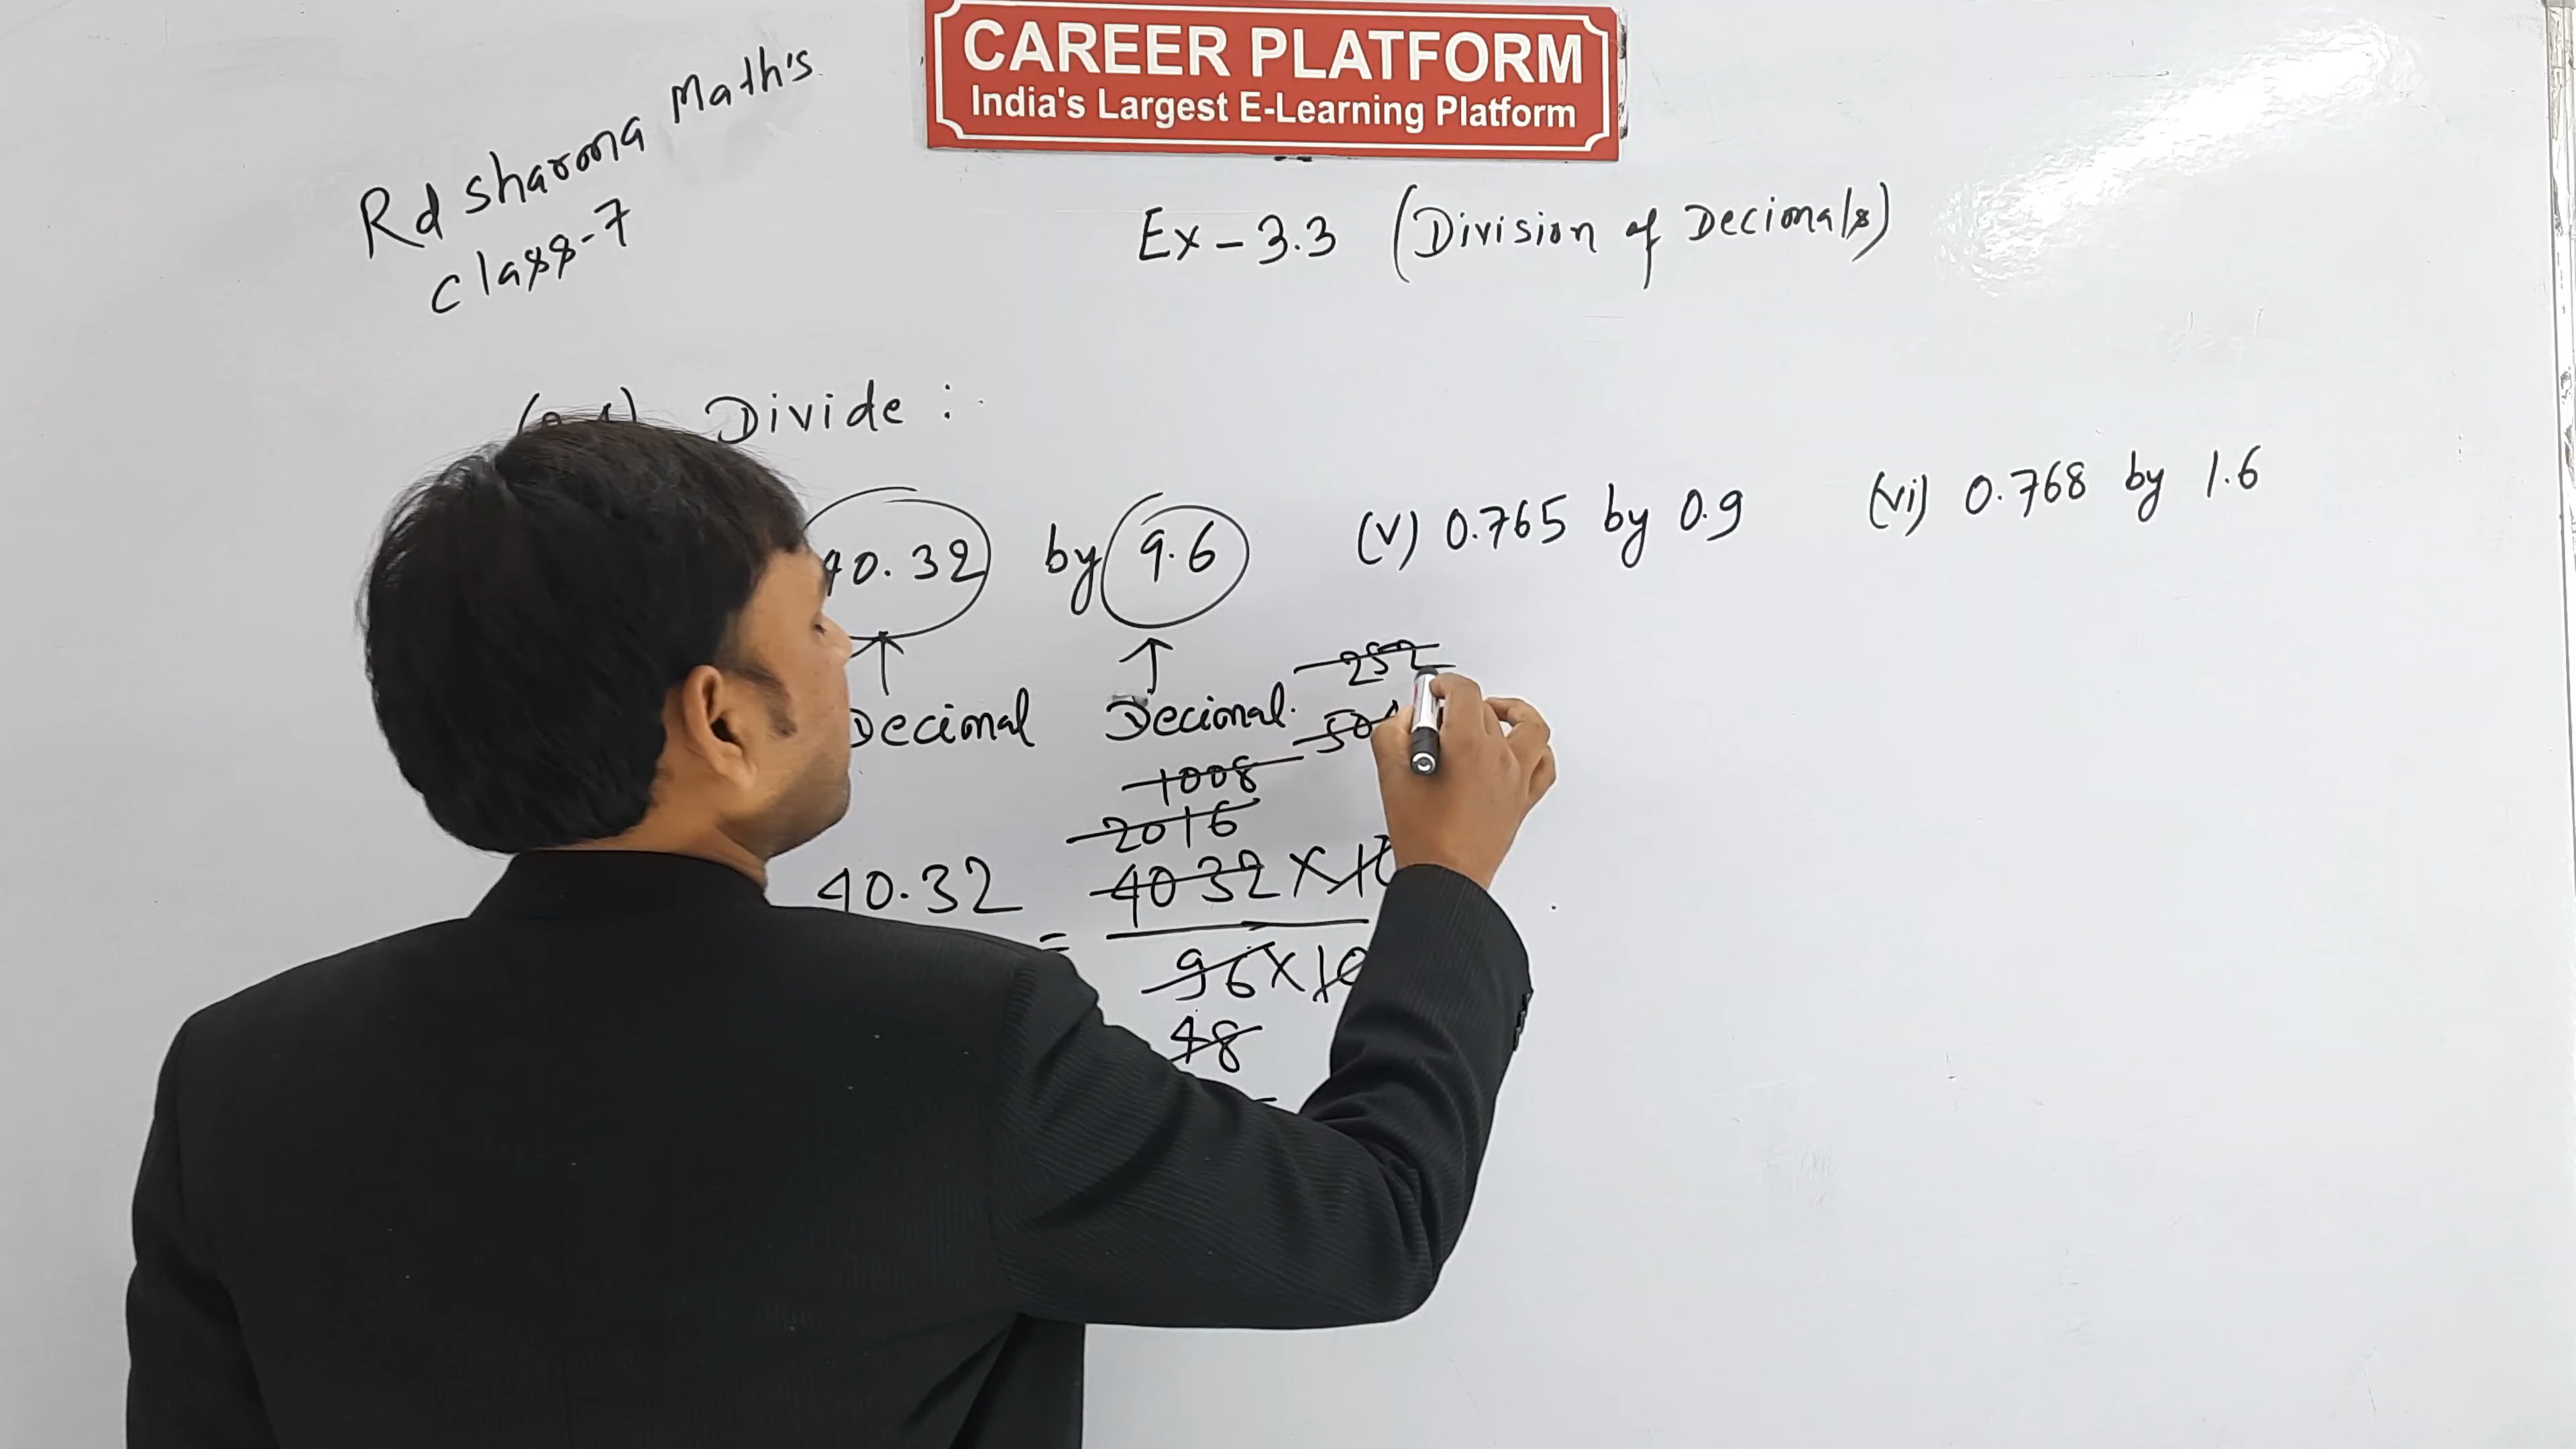 CAREER PLATFORM
India's Largest E-Learning Platform
Rd Sharma Math's
Class-7
Ex-3.3 (Division of Decimals)
Divide :
40.32 by 9.6
(v) 0.765 by 0.9
(vi) 0.768 by 1.6
Decimal Decimal.
252
1008
2016
40.32 = 4032 × 10
96 × 10
48